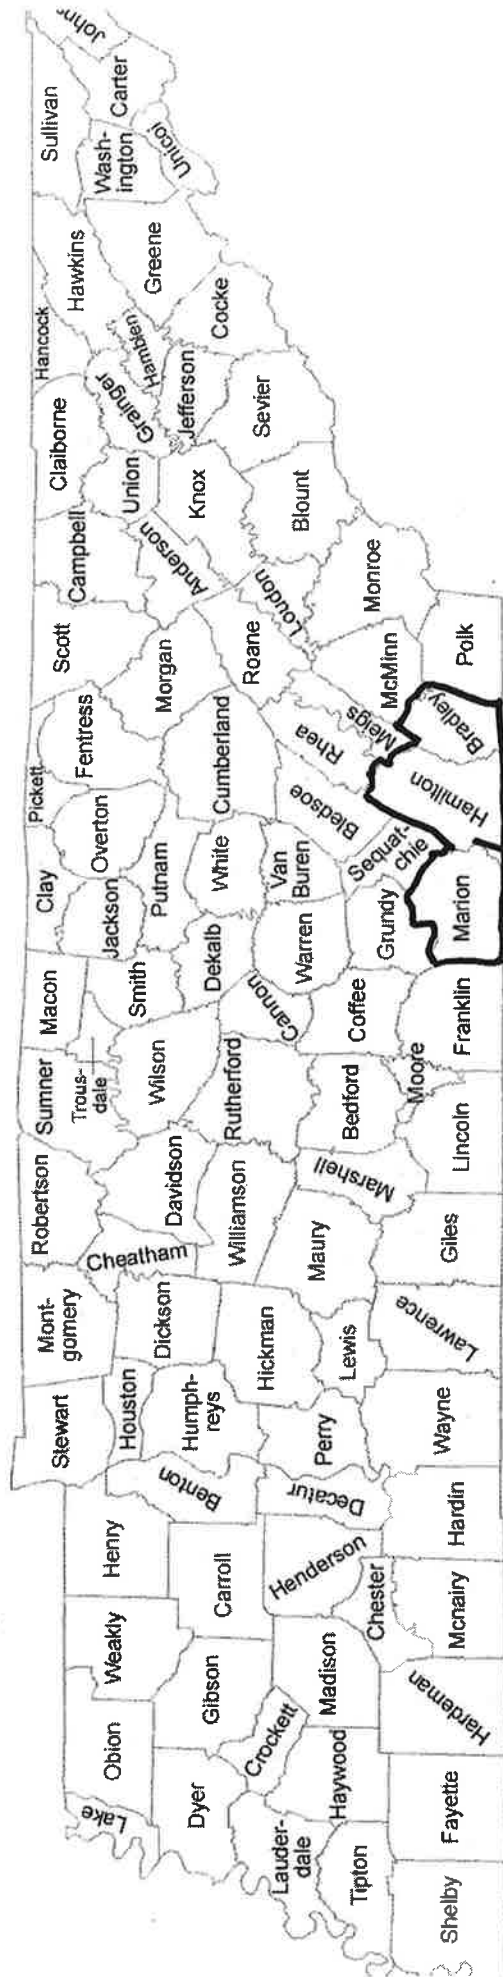 Lake
Obion
Weakly
Henry
Stewart
Mont-
gomery
Robertson
Sumner
Macon
Clay
Pickett
Fentress
Scott
Campbell
Claiborne
Hancock
Hawkins
Sullivan
Johns
Carter
Wash-
ington
Unicoi
Greene
Hamblen
Grainger
Union
Jefferson
Cocke
Sevier
Knox
Anderson
Blount
Loudon
Roane
Morgan
Overton
Jackson
Putnam
Smith
Trous-
dale
Wilson
Davidson
Cheatham
Dickson
Houston
Humph-
reys
Benton
Carroll
Gibson
Dyer
Crockett
Lauder-
dale
Haywood
Madison
Henderson
Decatur
Perry
Hickman
Lewis
Williamson
Maury
Rutherford
Cannon
Dekalb
White
Cumberland
Van
Buren
Warren
Bledsoe
Rhea
Meigs
McMinn
Monroe
Polk
Bradley
Hamilton
Sequat-
chie
Marion
Grundy
Coffee
Franklin
Moore
Bedford
Marshall
Lincoln
Giles
Lawrence
Wayne
Hardin
Chester
Mcnairy
Hardeman
Fayette
Tipton
Shelby